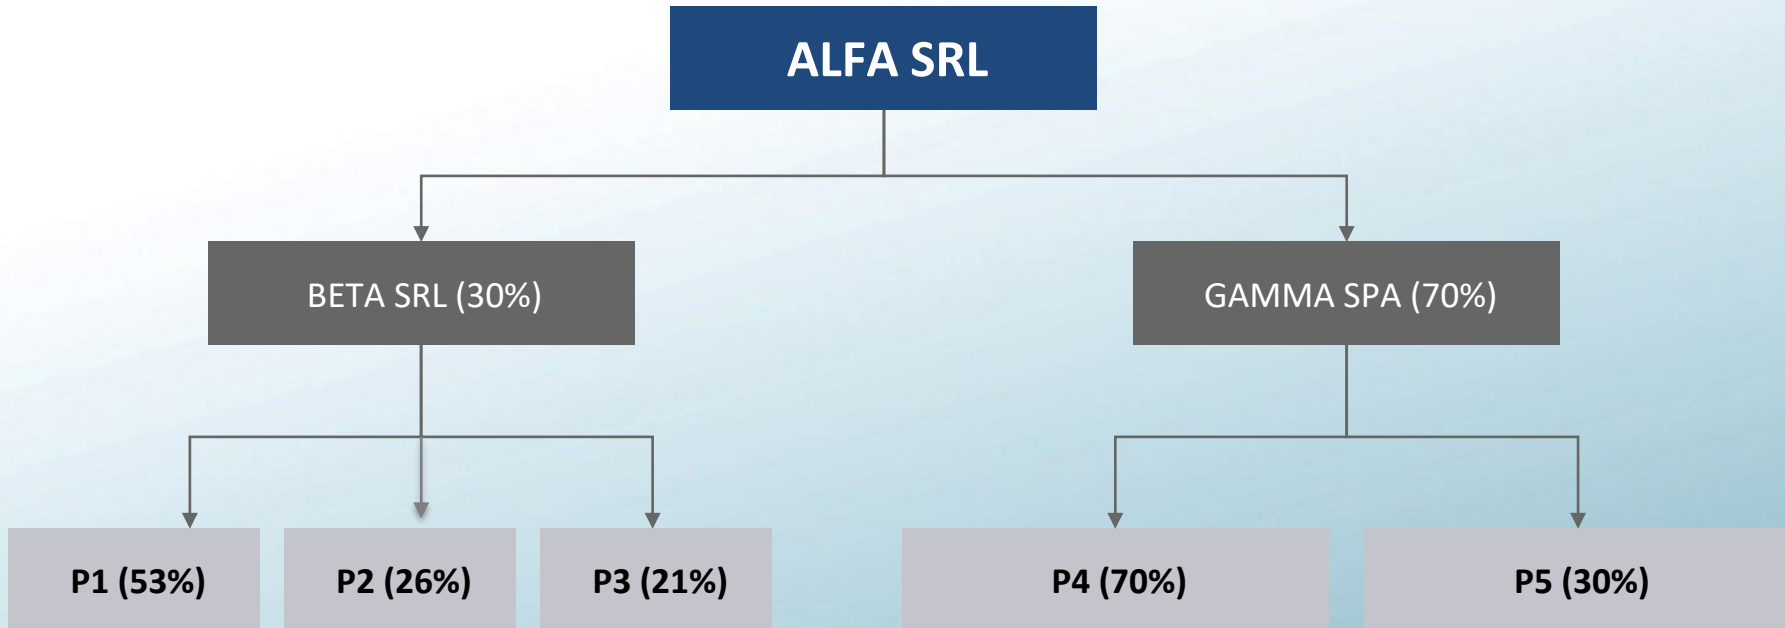 ALFA SRL
BETA SRL (30%)
GAMMA SPA (70%)
P1 (53%)
P2 (26%)
P3 (21%)
P4 (70%)
P5 (30%)